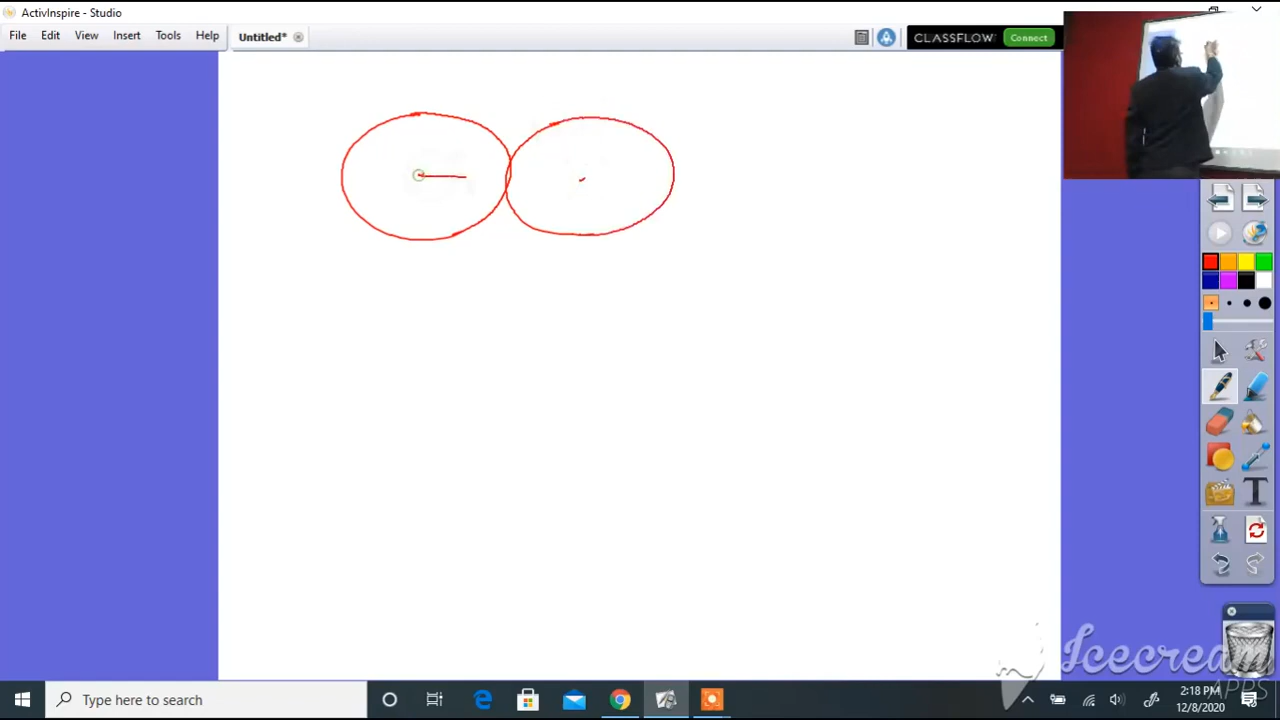 ActivInspire - Studio
File Edit View Insert Tools Help Untitled* CLASSFLOW Connect
T
Icecream
APPS
Type here to search
2:18 PM
12/8/2020